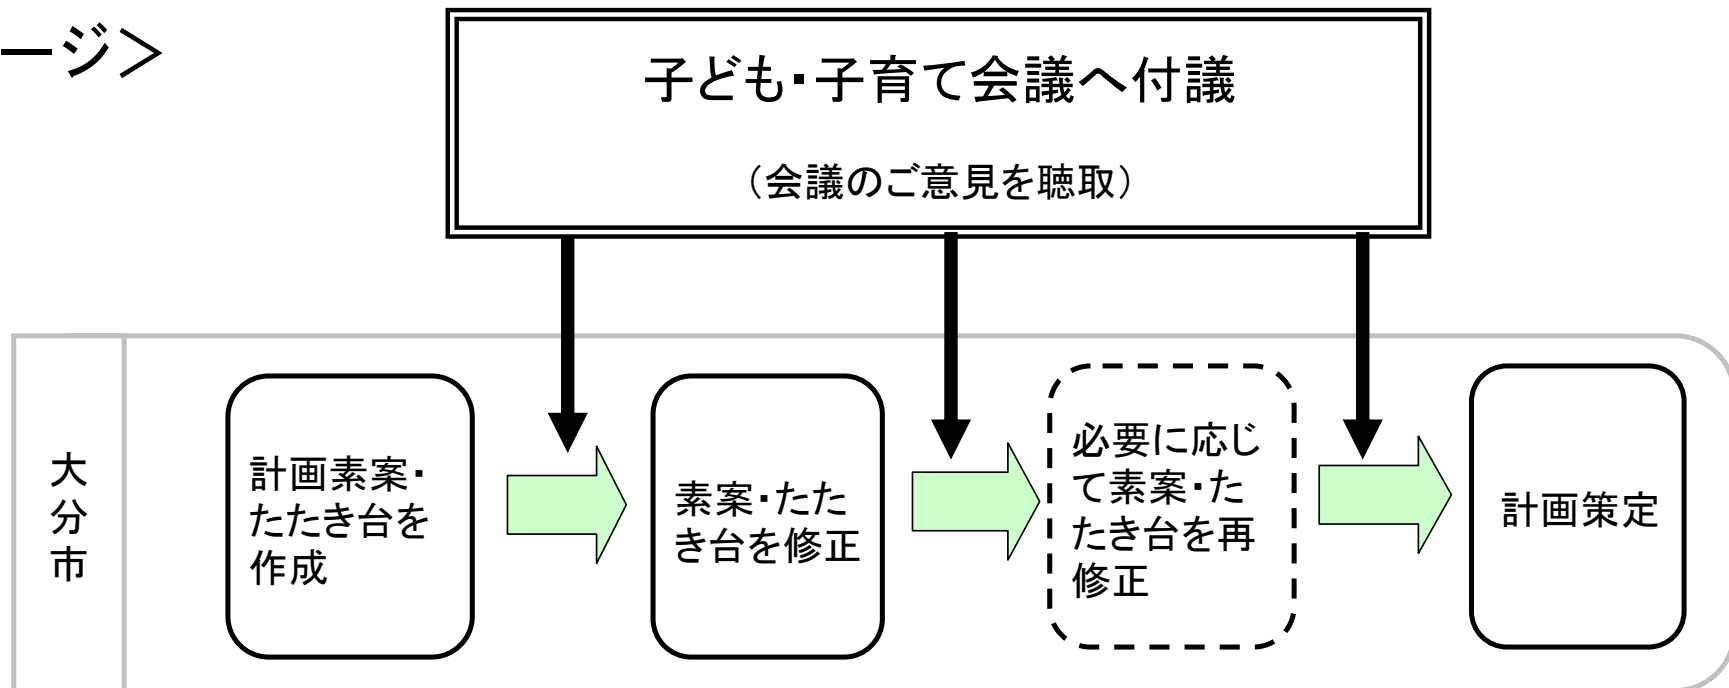 ージ＞
子ども・子育て会議へ付議
（会議のご意見を聴取）
大
分
市
計画素案・
たたき台を
作成
素案・たた
き台を修正
必要に応じ
て素案・た
たき台を再
修正
計画策定